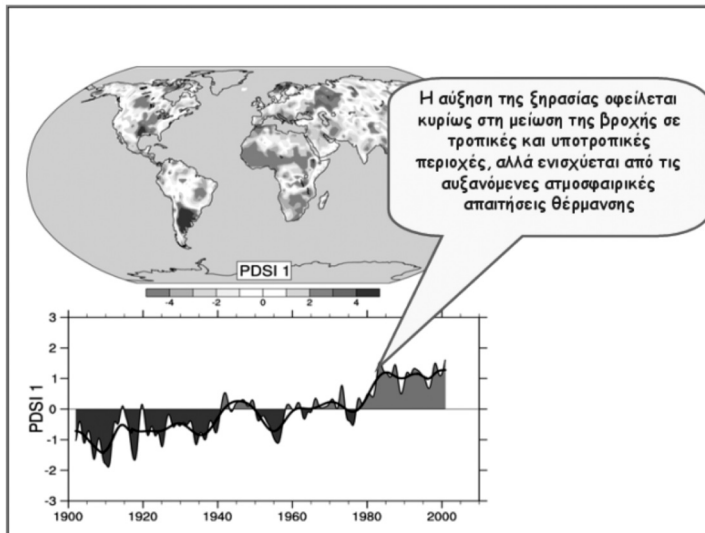 Η αύξηση της ξηρασίας οφείλεται
κυρίως στη μείωση της βροχής σε
τροπικές και υποτροπικές
περιοχές, αλλά ενισχύεται από τις
αυξανόμενες ατμοσφαιρικές
απαιτήσεις θέρμανσης
PDSI 1
-4 -2 0 2 4
3
2
1
0
-1
-2
-3
PDSI 1
1900 1920 1940 1960 1980 2000